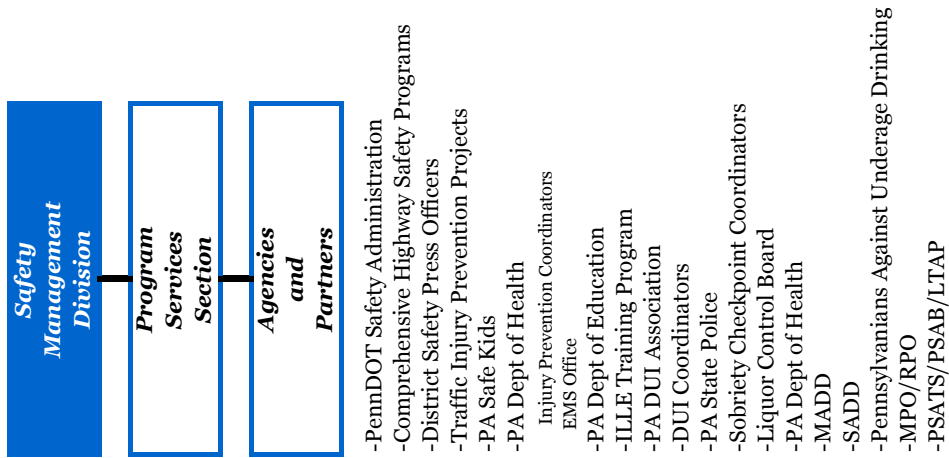 Safety
Management
Division
Program
Services
Section
Agencies
and
Partners
-PennDOT Safety Administration
-Comprehensive Highway Safety Programs
-District Safety Press Officers
-Traffic Injury Prevention Projects
-PA Safe Kids
-PA Dept of Health
Injury Prevention Coordinators
EMS Office
-PA Dept of Education
-ILLE Training Program
-PA DUI Association
-DUI Coordinators
-PA State Police
-Sobriety Checkpoint Coordinators
-Liquor Control Board
-PA Dept of Health
-MADD
-SADD
-Pennsylvanians Against Underage Drinking
-MPO/RPO
-PSATS/PSAB/LTAP